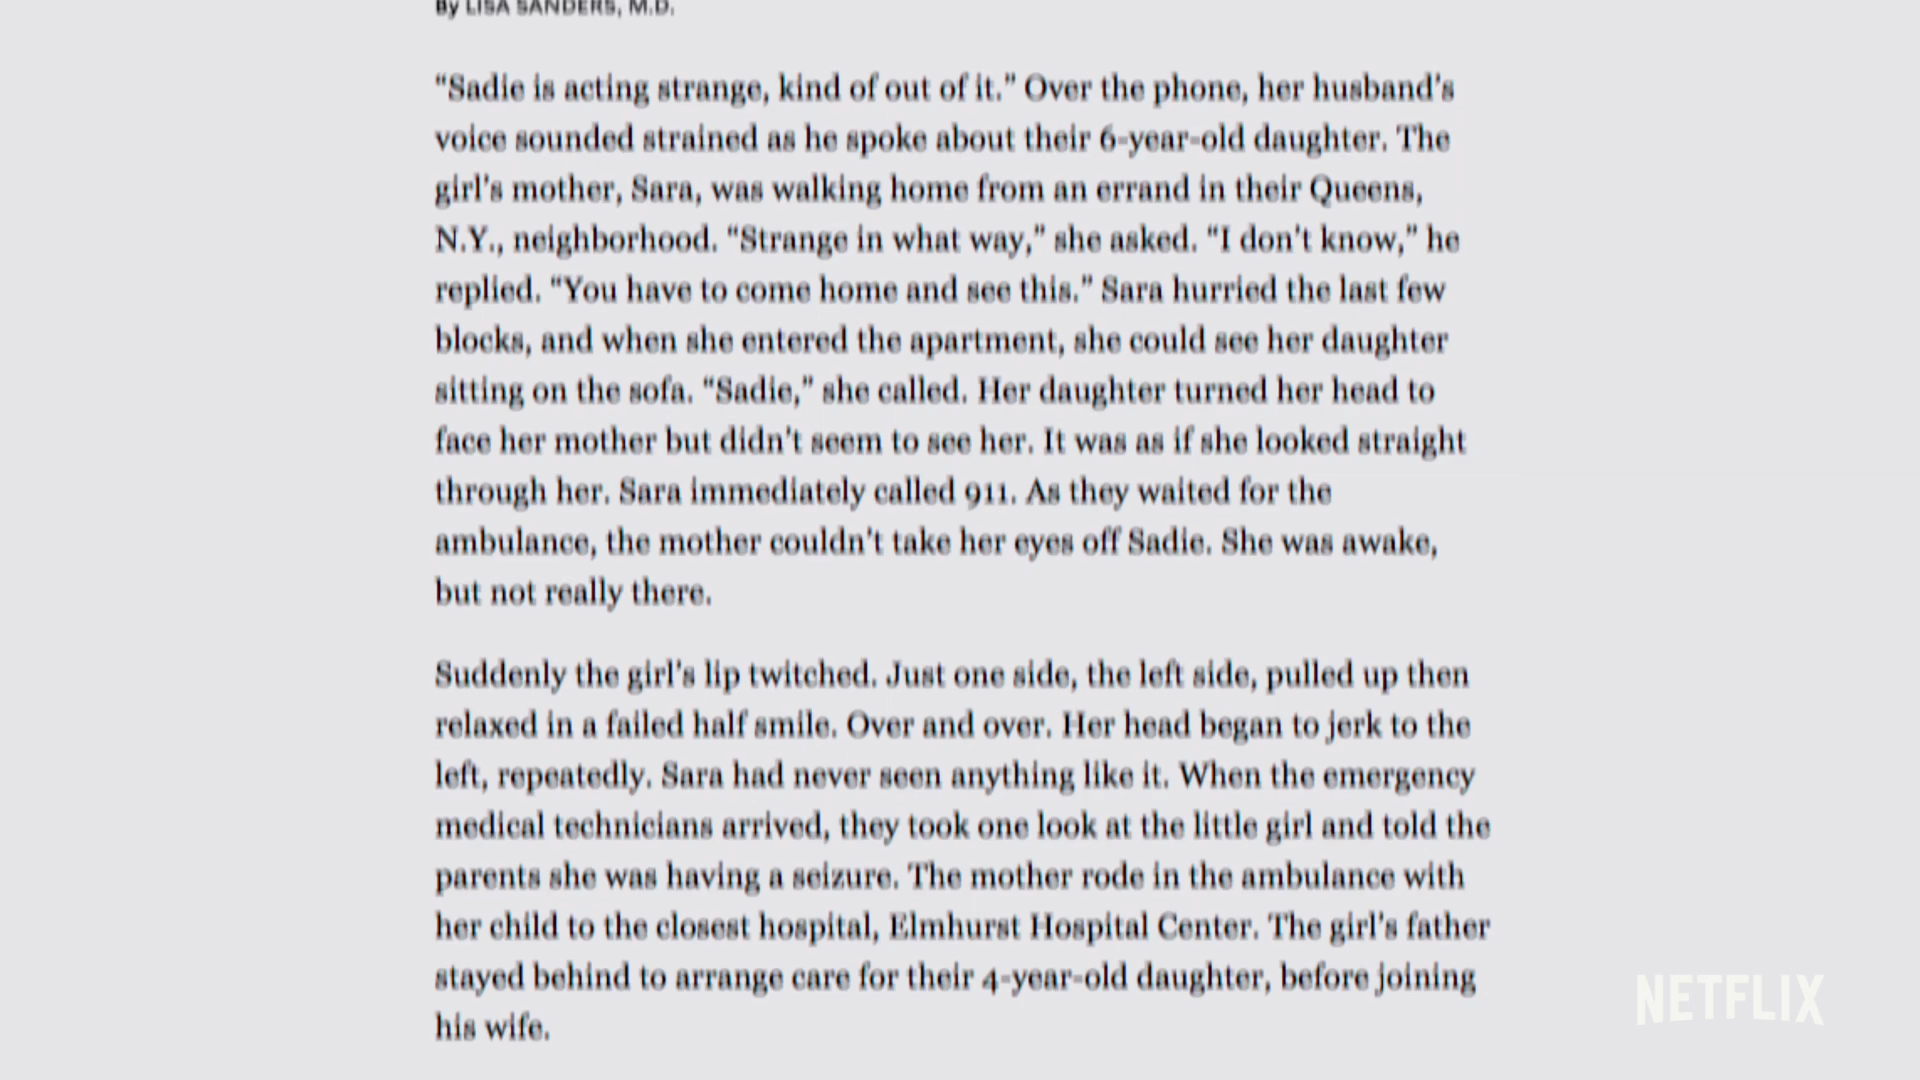 By LISA SANDERS, M.D.
“Sadie is acting strange, kind of out of it.” Over the phone, her husband’s
voice sounded strained as he spoke about their 6-year-old daughter. The
girl’s mother, Sara, was walking home from an errand in their Queens,
N.Y., neighborhood. “Strange in what way,” she asked. “I don’t know,” he
replied. “You have to come home and see this.” Sara hurried the last few
blocks, and when she entered the apartment, she could see her daughter
sitting on the sofa. “Sadie,” she called. Her daughter turned her head to
face her mother but didn’t seem to see her. It was as if she looked straight
through her. Sara immediately called 911. As they waited for the
ambulance, the mother couldn’t take her eyes off Sadie. She was awake,
but not really there.
Suddenly the girl’s lip twitched. Just one side, the left side, pulled up then
relaxed in a failed half smile. Over and over. Her head began to jerk to the
left, repeatedly. Sara had never seen anything like it. When the emergency
medical technicians arrived, they took one look at the little girl and told the
parents she was having a seizure. The mother rode in the ambulance with
her child to the closest hospital, Elmhurst Hospital Center. The girl’s father
stayed behind to arrange care for their 4-year-old daughter, before joining
his wife.
NETFLIX